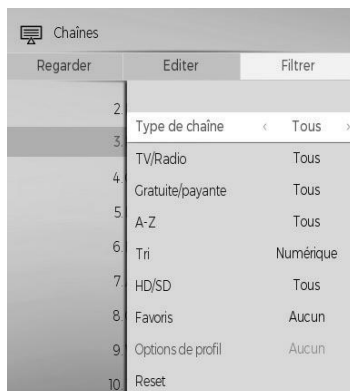 Chaînes
Regarder Editer Filtrer
2
Type de chaîne < Tous >
3
TV/Radio Tous
4
Gratuite/payante Tous
5
A-Z Tous
6
Tri Numérique
7
HD/SD Tous
8
Favoris Aucun
9
Options de profil Aucun
10
Reset